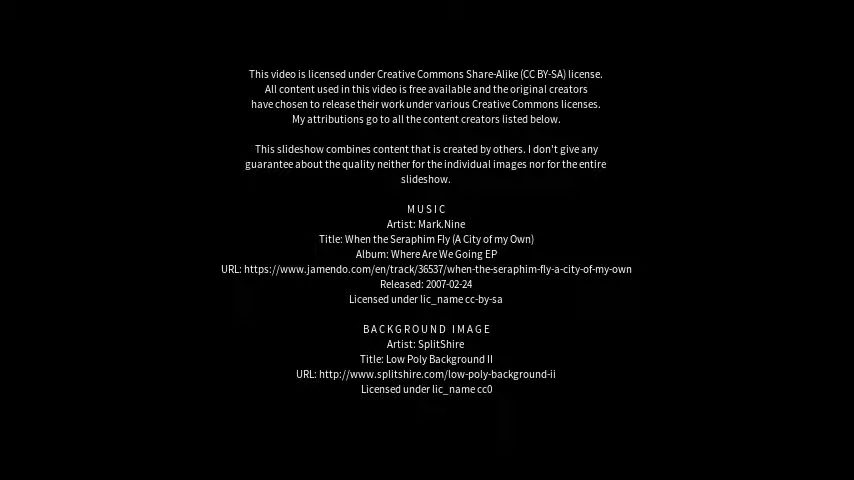 This video is licensed under Creative Commons Share-Alike (CC BY-SA) license.
All content used in this video is free available and the original creators
have chosen to release their work under various Creative Commons licenses.
My attributions go to all the content creators listed below.
This slideshow combines content that is created by others. I don't give any
guarantee about the quality neither for the individual images nor for the entire
slideshow.
MUSIC
Artist: Mark.Nine
Title: When the Seraphim Fly (A City of my Own)
Album: Where Are We Going EP
URL: https://www.jamendo.com/en/track/36537/when-the-seraphim-fly-a-city-of-my-own
Released: 2007-02-24
Licensed under lic_name cc-by-sa
BACKGROUND IMAGE
Artist: SplitShire
Title: Low Poly Background II
URL: http://www.splitshire.com/low-poly-background-ii
Licensed under lic_name cc0